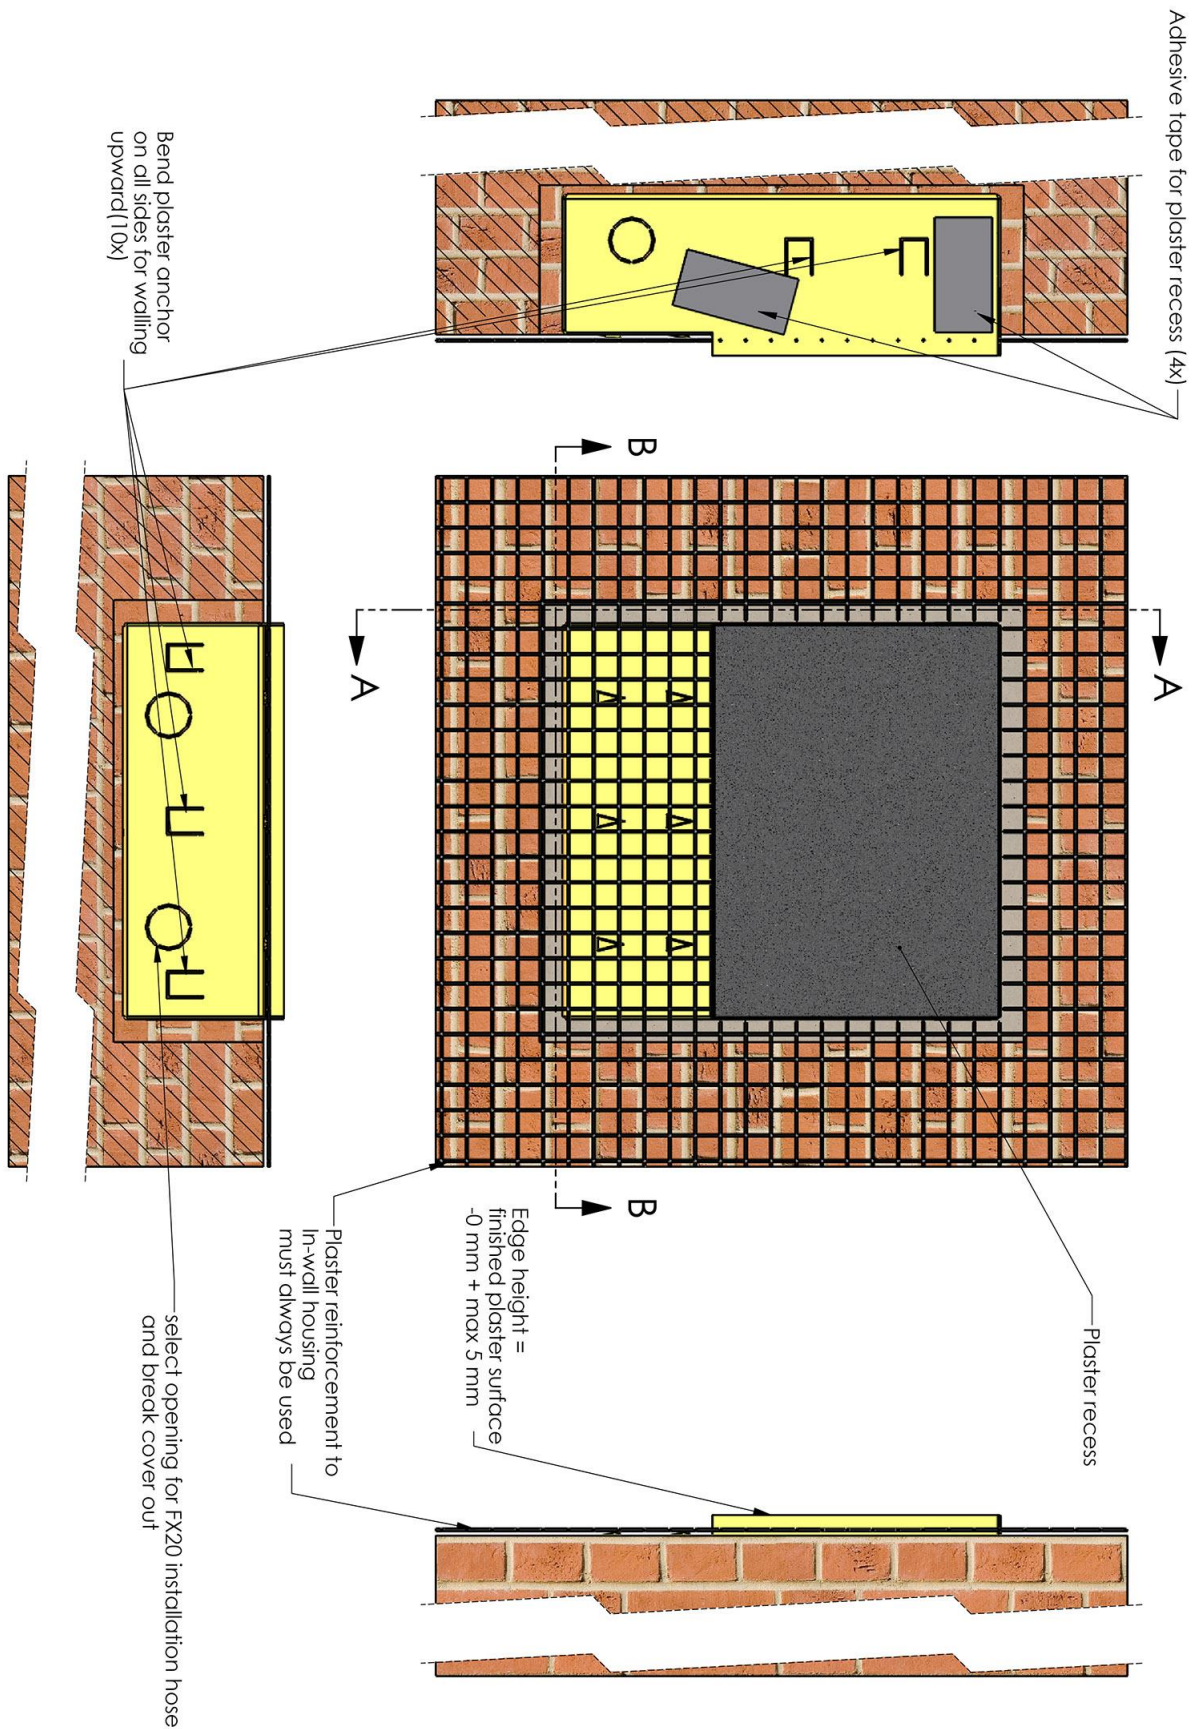 Adhesive tape for plaster recess (4x)
Bend plaster anchor
on all sides for walling
upward(10x)
B
B
A
A
Plaster recess
Edge height =
finished plaster surface
-0 mm + max 5 mm
Plaster reinforcement to
In-wall housing
must always be used
select opening for FX20 installation hose
and break cover out